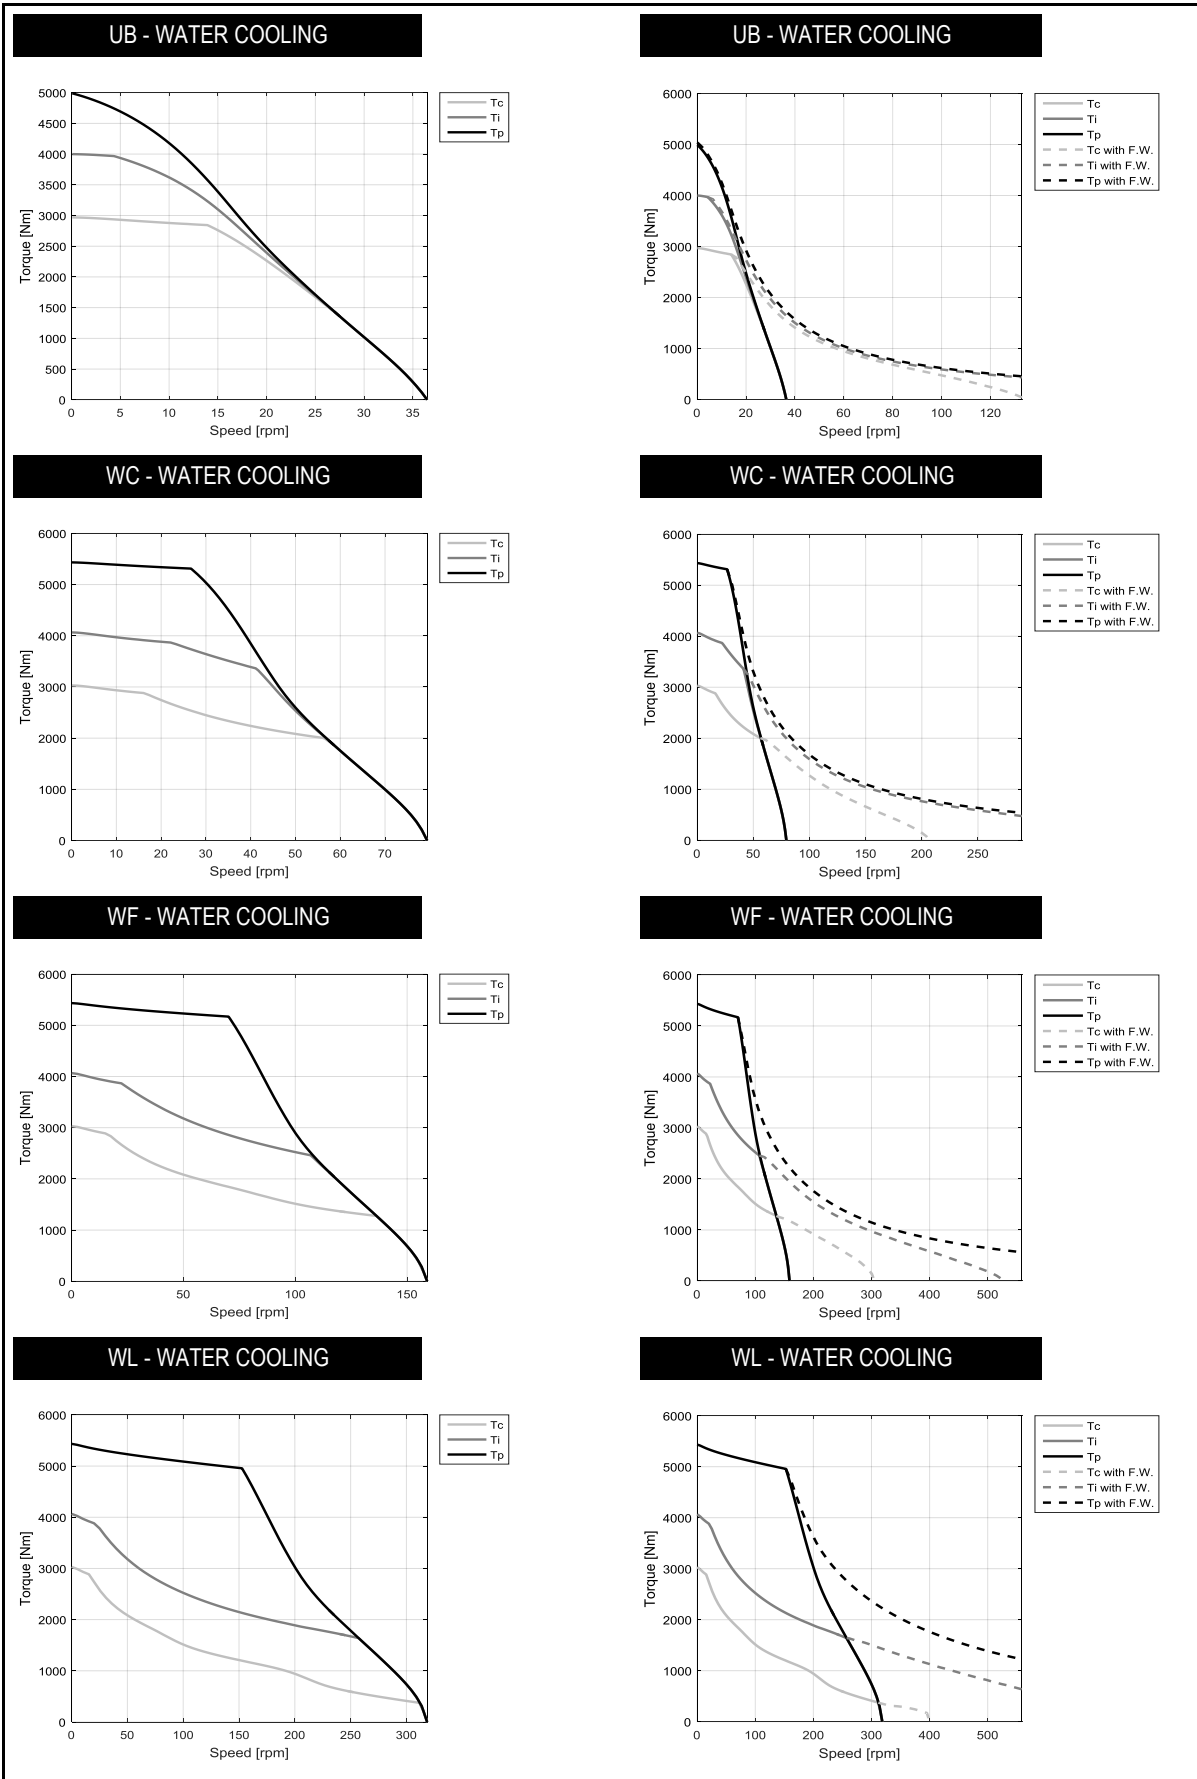 UB - WATER COOLING
5000
4500
4000
3500
3000
2500
2000
1500
1000
500
0
Torque [Nm]
0 5 10 15 20 25 30 35
Speed [rpm]
Tc
Ti
Tp
UB - WATER COOLING
6000
5000
4000
3000
2000
1000
0
Torque [Nm]
0 20 40 60 80 100 120
Speed [rpm]
Tc
Ti
Tp
Tc with F.W.
Ti with F.W.
Tp with F.W.
WC - WATER COOLING
6000
5000
4000
3000
2000
1000
0
Torque [Nm]
0 10 20 30 40 50 60 70
Speed [rpm]
Tc
Ti
Tp
WC - WATER COOLING
6000
5000
4000
3000
2000
1000
0
Torque [Nm]
0 50 100 150 200 250
Speed [rpm]
Tc
Ti
Tp
Tc with F.W.
Ti with F.W.
Tp with F.W.
WF - WATER COOLING
6000
5000
4000
3000
2000
1000
0
Torque [Nm]
0 50 100 150
Speed [rpm]
Tc
Ti
Tp
WF - WATER COOLING
6000
5000
4000
3000
2000
1000
0
Torque [Nm]
0 100 200 300 400 500
Speed [rpm]
Tc
Ti
Tp
Tc with F.W.
Ti with F.W.
Tp with F.W.
WL - WATER COOLING
6000
5000
4000
3000
2000
1000
0
Torque [Nm]
0 50 100 150 200 250 300
Speed [rpm]
Tc
Ti
Tp
WL - WATER COOLING
6000
5000
4000
3000
2000
1000
0
Torque [Nm]
0 100 200 300 400 500
Speed [rpm]
Tc
Ti
Tp
Tc with F.W.
Ti with F.W.
Tp with F.W.